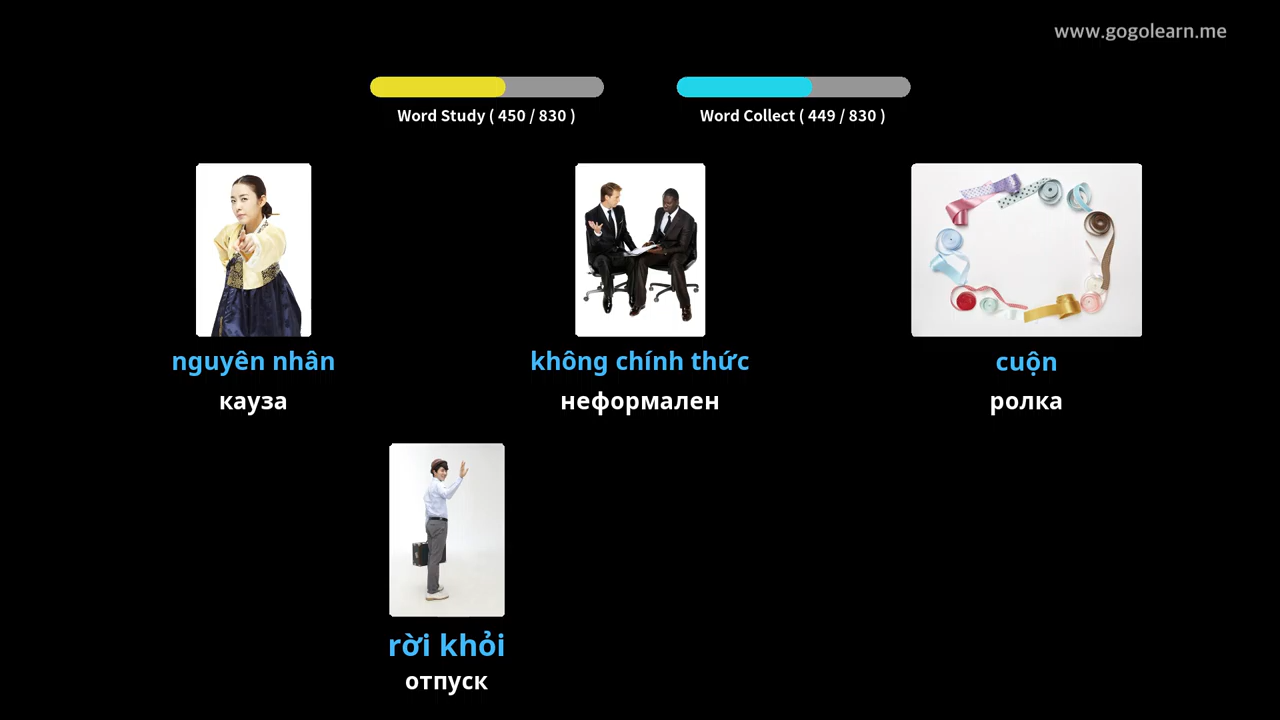 www.gogolearn.me
Word Study ( 450 / 830 )
Word Collect ( 449 / 830 )
nguyên nhân
кауза
không chính thức
неформален
cuộn
ролка
rời khỏi
отпуск